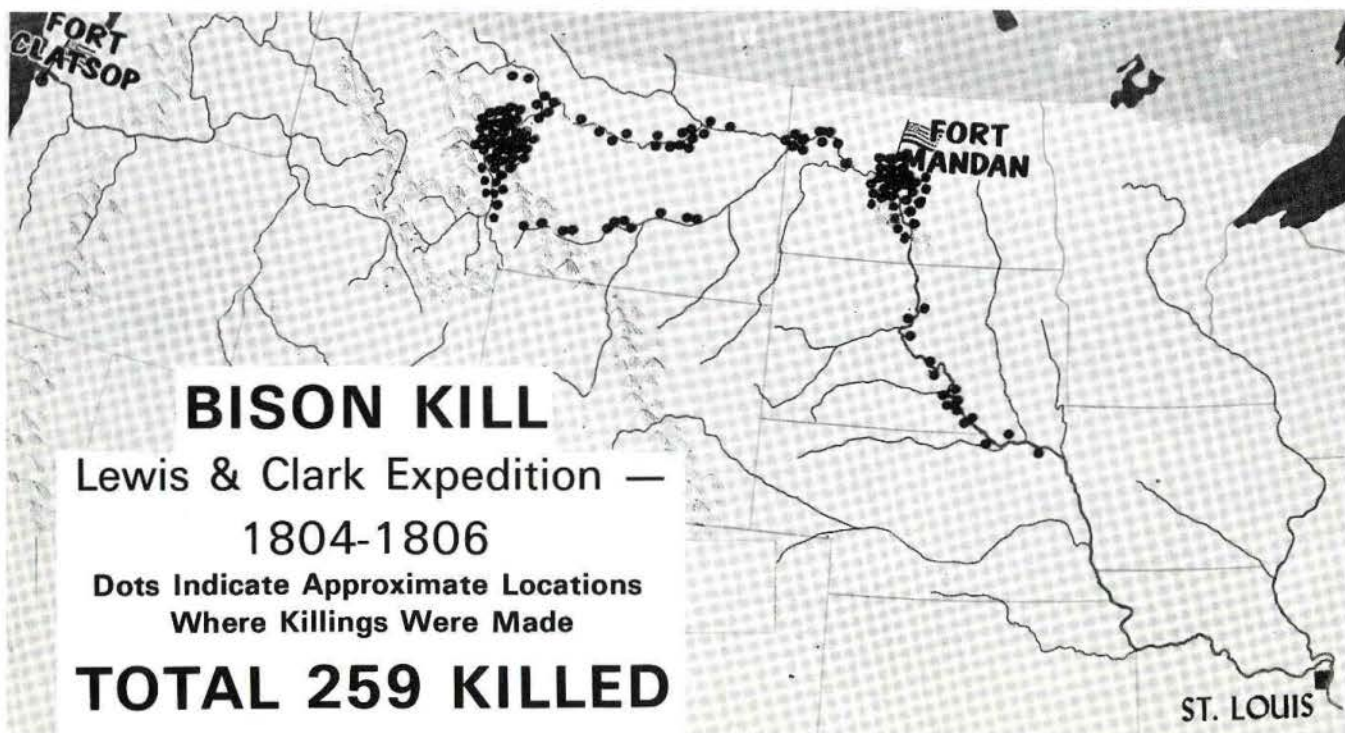 FORT
CLATSOP
FORT
MANDAN
BISON KILL
Lewis & Clark Expedition —
1804-1806
Dots Indicate Approximate Locations
Where Killings Were Made
TOTAL 259 KILLED
ST. LOUIS